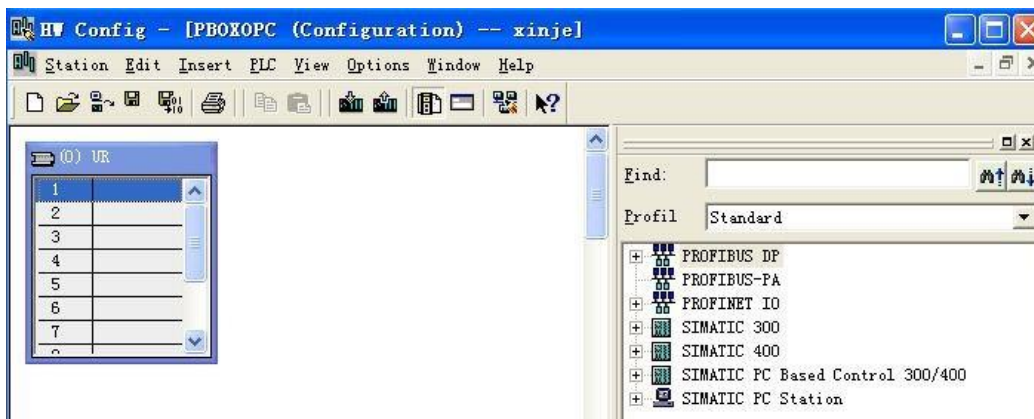 HW Config - [PBOXOPC (Configuration) -- xinje]
Station Edit Insert PLC View Options Window Help
(0) UR
1
2
3
4
5
6
7
Find:
Profil Standard
PROFIBUS DP
PROFIBUS-PA
PROFINET IO
SIMATIC 300
SIMATIC 400
SIMATIC PC Based Control 300/400
SIMATIC PC Station